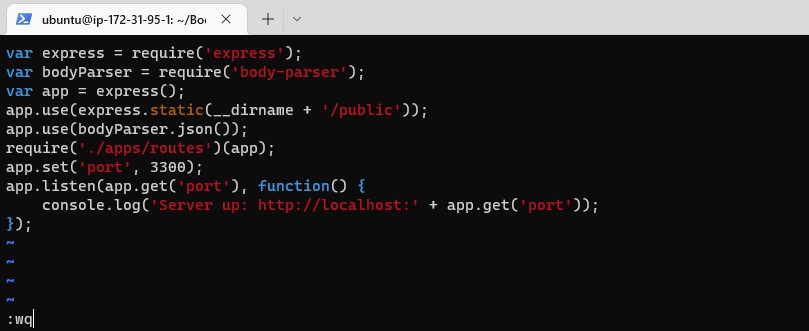 ubuntu@ip-172-31-95-1: ~/Boo
var express = require('express');
var bodyParser = require('body-parser');
var app = express();
app.use(express.static(__dirname + '/public'));
app.use(bodyParser.json());
require('./apps/routes')(app);
app.set('port', 3300);
app.listen(app.get('port'), function() {
    console.log('Server up: http://localhost:' + app.get('port'));
});
~
~
~
~
:wq